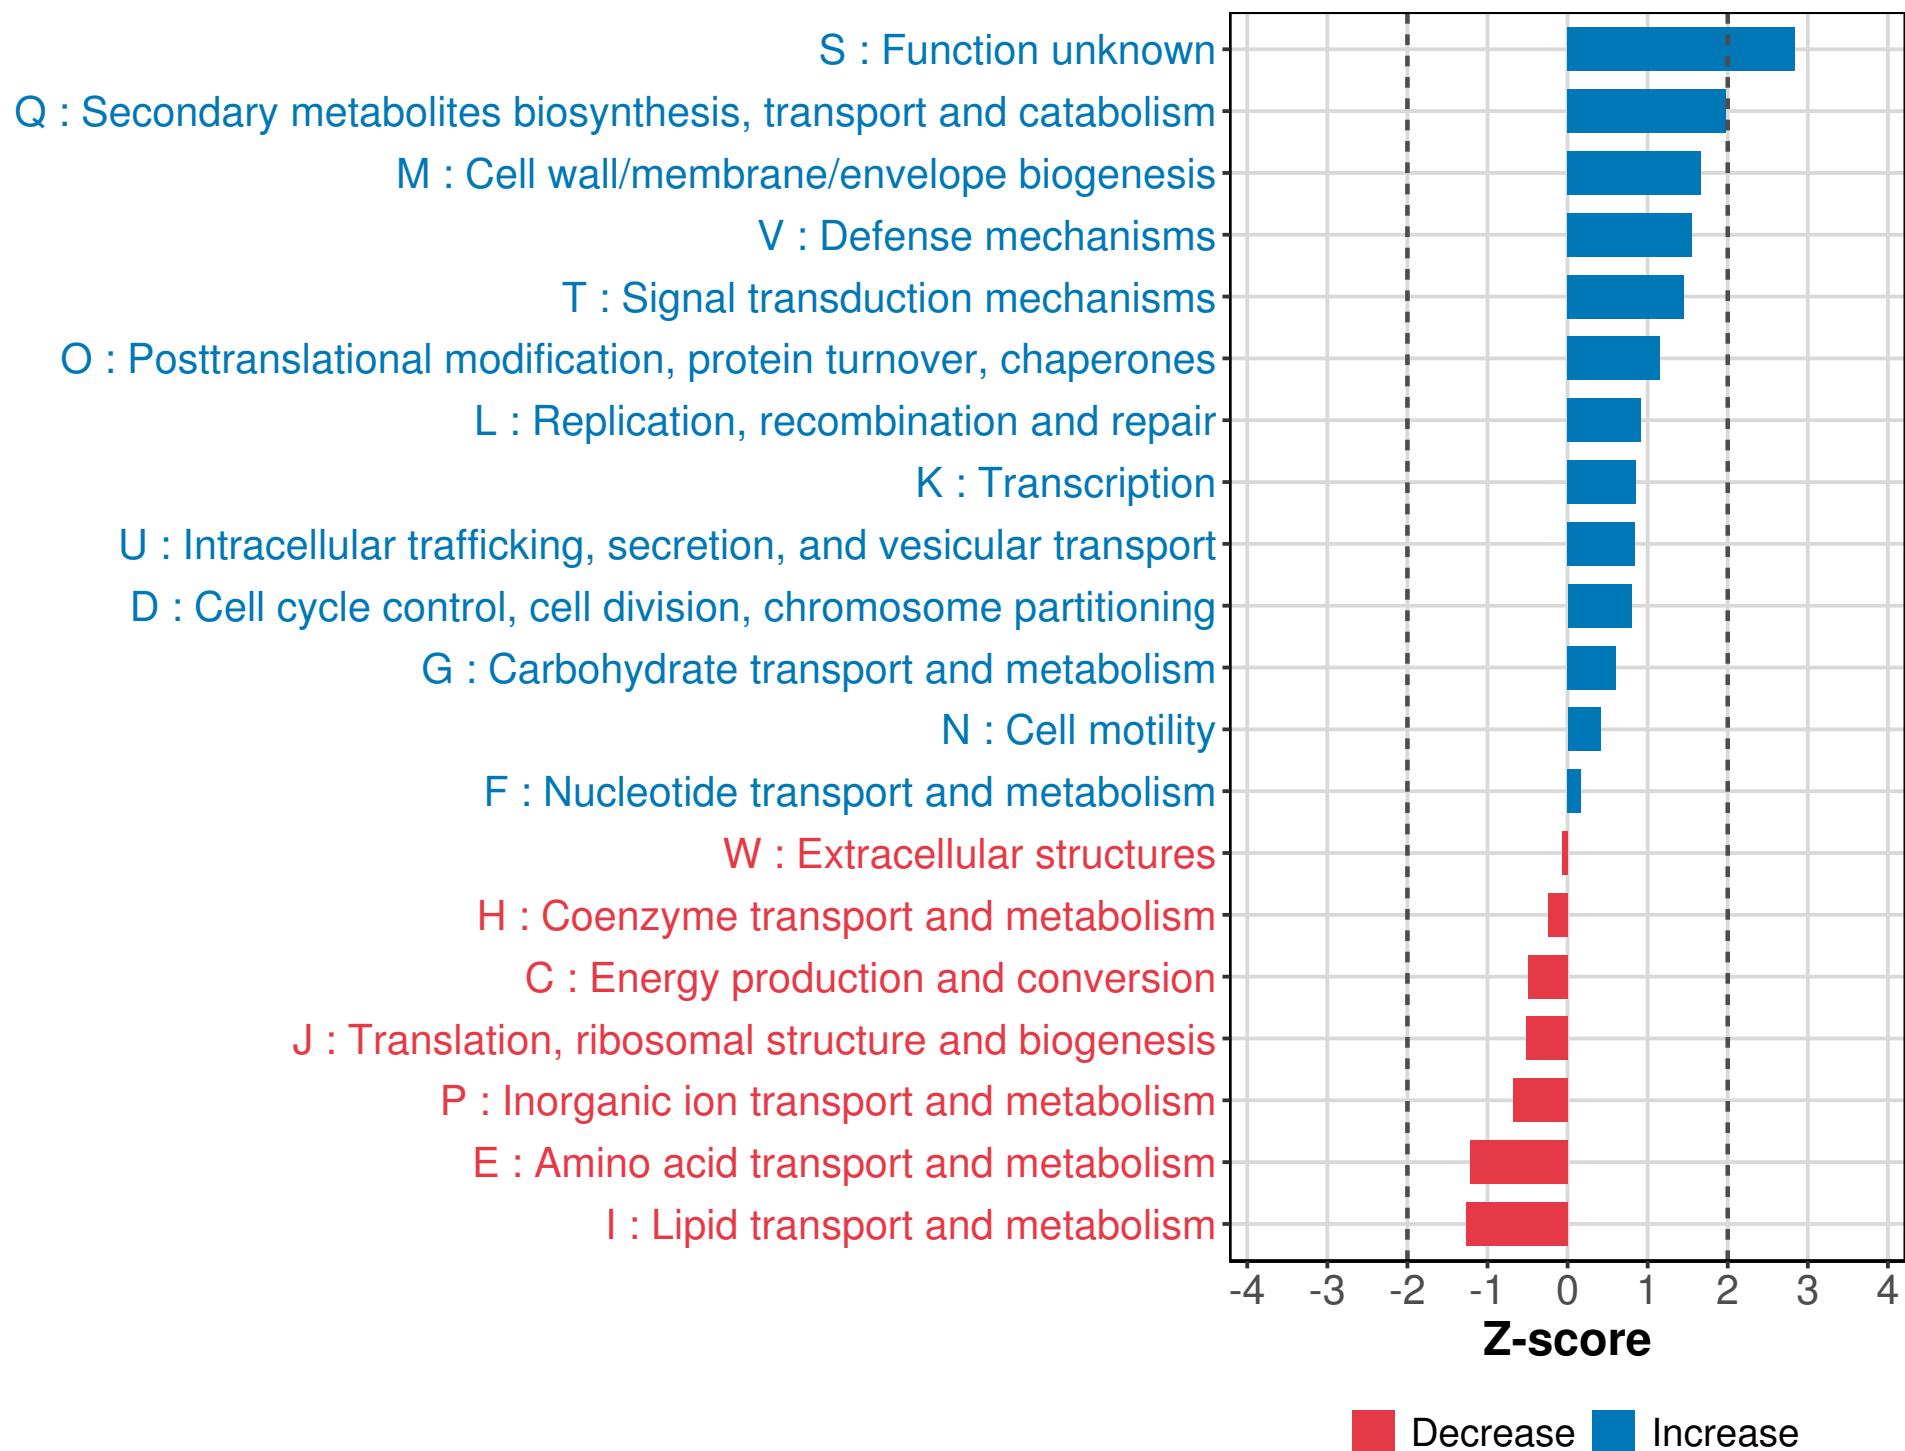 S : Function unknown
Q : Secondary metabolites biosynthesis, transport and catabolism
M : Cell wall/membrane/envelope biogenesis
V : Defense mechanisms
T : Signal transduction mechanisms
O : Posttranslational modification, protein turnover, chaperones
L : Replication, recombination and repair
K : Transcription
U : Intracellular trafficking, secretion, and vesicular transport
D : Cell cycle control, cell division, chromosome partitioning
G : Carbohydrate transport and metabolism
N : Cell motility
F : Nucleotide transport and metabolism
W : Extracellular structures
H : Coenzyme transport and metabolism
C : Energy production and conversion
J : Translation, ribosomal structure and biogenesis
P : Inorganic ion transport and metabolism
E : Amino acid transport and metabolism
I : Lipid transport and metabolism
-4 -3 -2 -1 0 1 2 3 4
Z-score
Decrease Increase